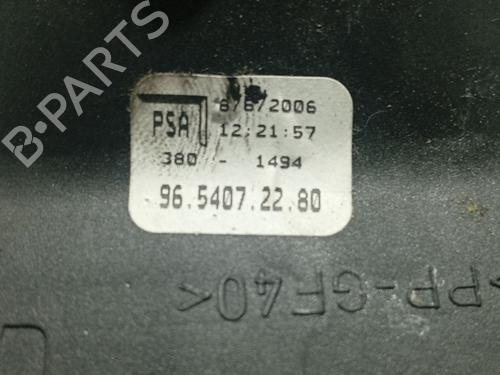 8/6/2006
PSA 12:21:57
380 - 1494
96.5407.22.80
>PP-GF40<
B-PARTS